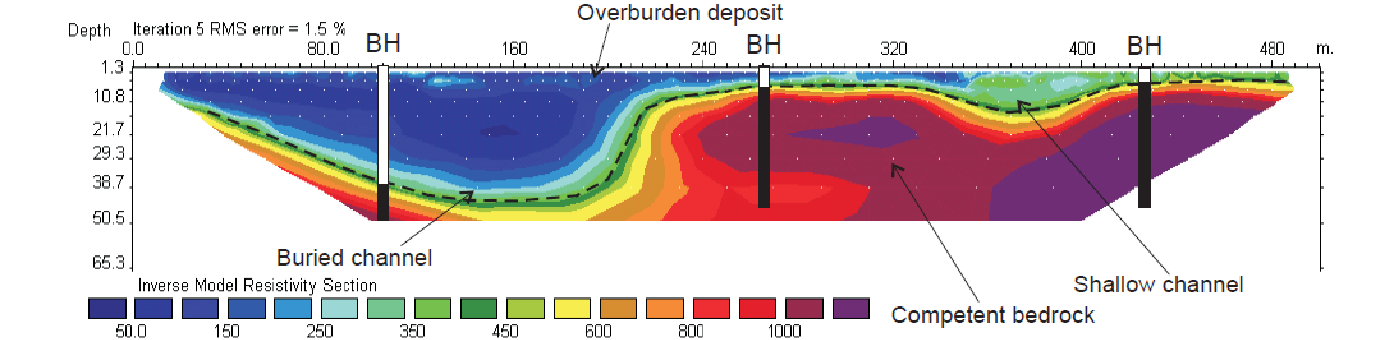 Overburden deposit
Depth Iteration 5 RMS error = 1.5 %
0.0 80.0 BH 160 240 BH 320 400 BH 480 m.
1.3
10.8
21.7
29.3
38.7
50.5
65.3
Buried channel
Shallow channel
Competent bedrock
Inverse Model Resistivity Section
50.0 150 250 350 450 600 800 1000